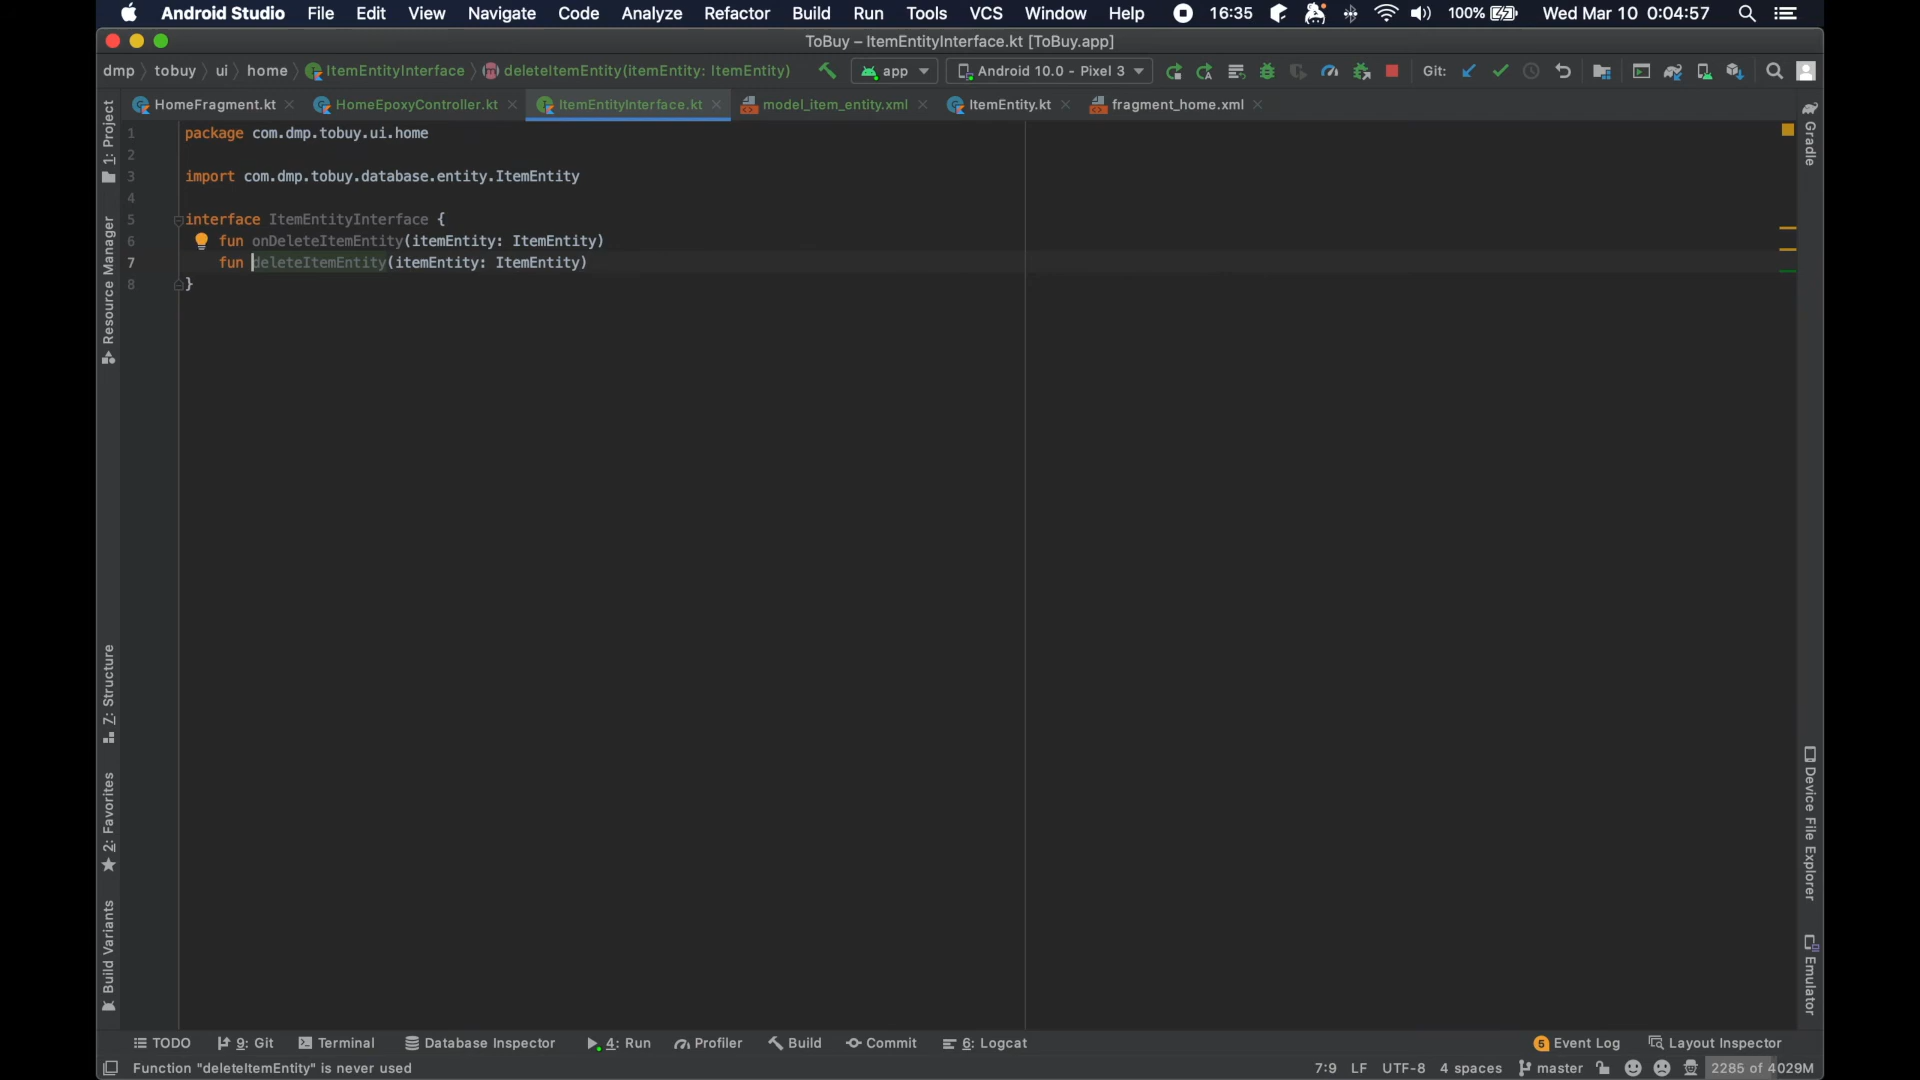 Android Studio File Edit View Navigate Code Analyze Refactor Build Run Tools VCS Window Help 16:35 100% Wed Mar 10 0:04:57
ToBuy – ItemEntityInterface.kt [ToBuy.app]
dmp tobuy ui home ItemEntityInterface deleteItemEntity(itemEntity: ItemEntity) app Android 10.0 - Pixel 3 Git:
HomeFragment.kt HomeEpoxyController.kt ItemEntityInterface.kt model_item_entity.xml ItemEntity.kt fragment_home.xml
1 package com.dmp.tobuy.ui.home
2
3 import com.dmp.tobuy.database.entity.ItemEntity
4
5 interface ItemEntityInterface {
6 fun onDeleteItemEntity(itemEntity: ItemEntity)
7 fun deleteItemEntity(itemEntity: ItemEntity)
8 }
1: Project
Resource Manager
Z: Structure
2: Favorites
Build Variants
Gradle
Device File Explorer
Emulator
TODO 9: Git Terminal Database Inspector 4: Run Profiler Build Commit 6: Logcat 5 Event Log Layout Inspector
Function "deleteItemEntity" is never used 7:9 LF UTF-8 4 spaces master 2285 of 4029M